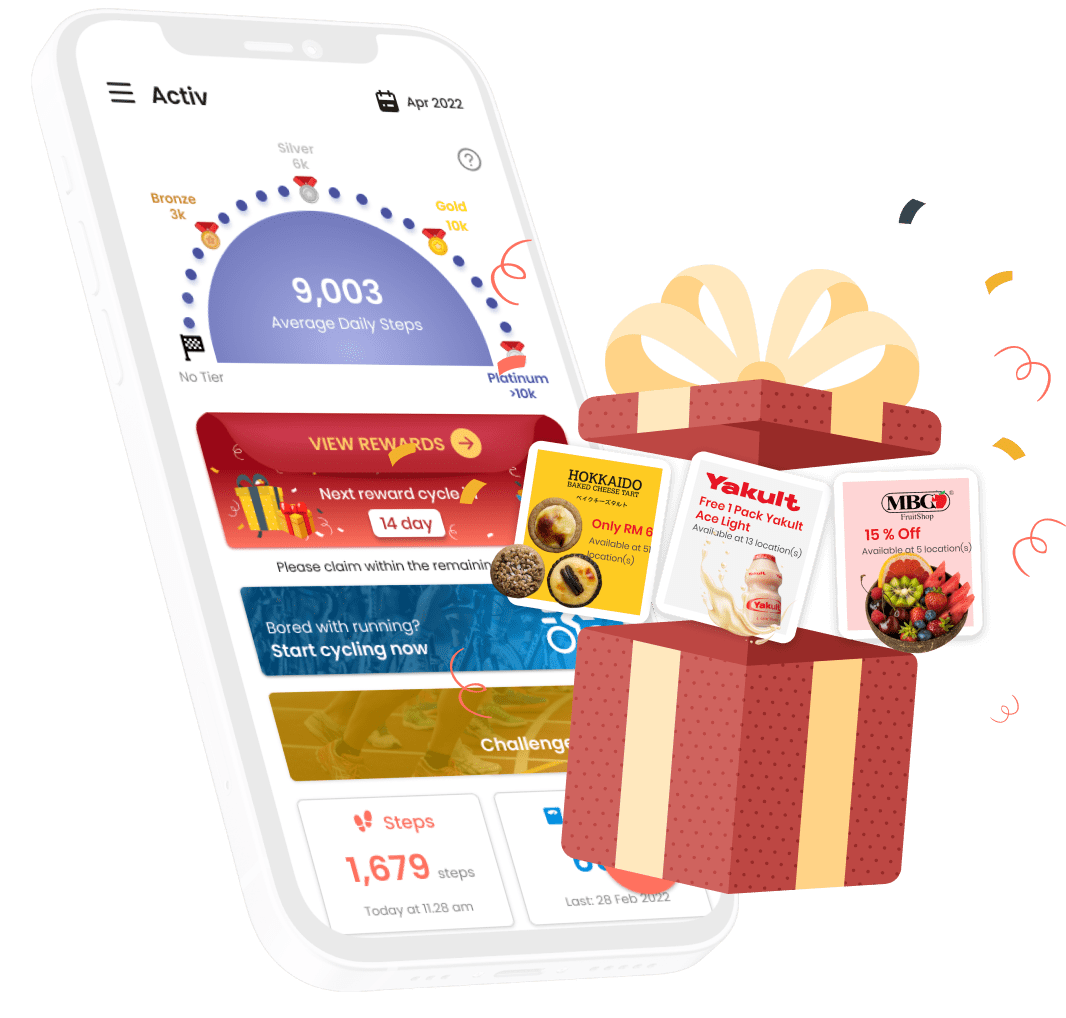 Activ
Apr 2022
Silver
6k
Bronze
3k
Gold
10k
9,003
Average Daily Steps
No Tier
Platinum
>10k
VIEW REWARDS
Next reward cycle
14 day
Please claim within the remainin
Bored with running?
Start cycling now
Challenge
Steps
1,679 steps
Today at 11.28 am
Last: 28 Feb 2022
HOKKAIDO
BAKED CHEESE TART
ベイクチーズタルト
Only RM 6
Available at 51
location(s)
Yakult
Free 1 Pack Yakult
Ace Light
Available at 13 location(s)
Yakult
MBG®
FruitShop
15 % Off
Available at 5 location(s)